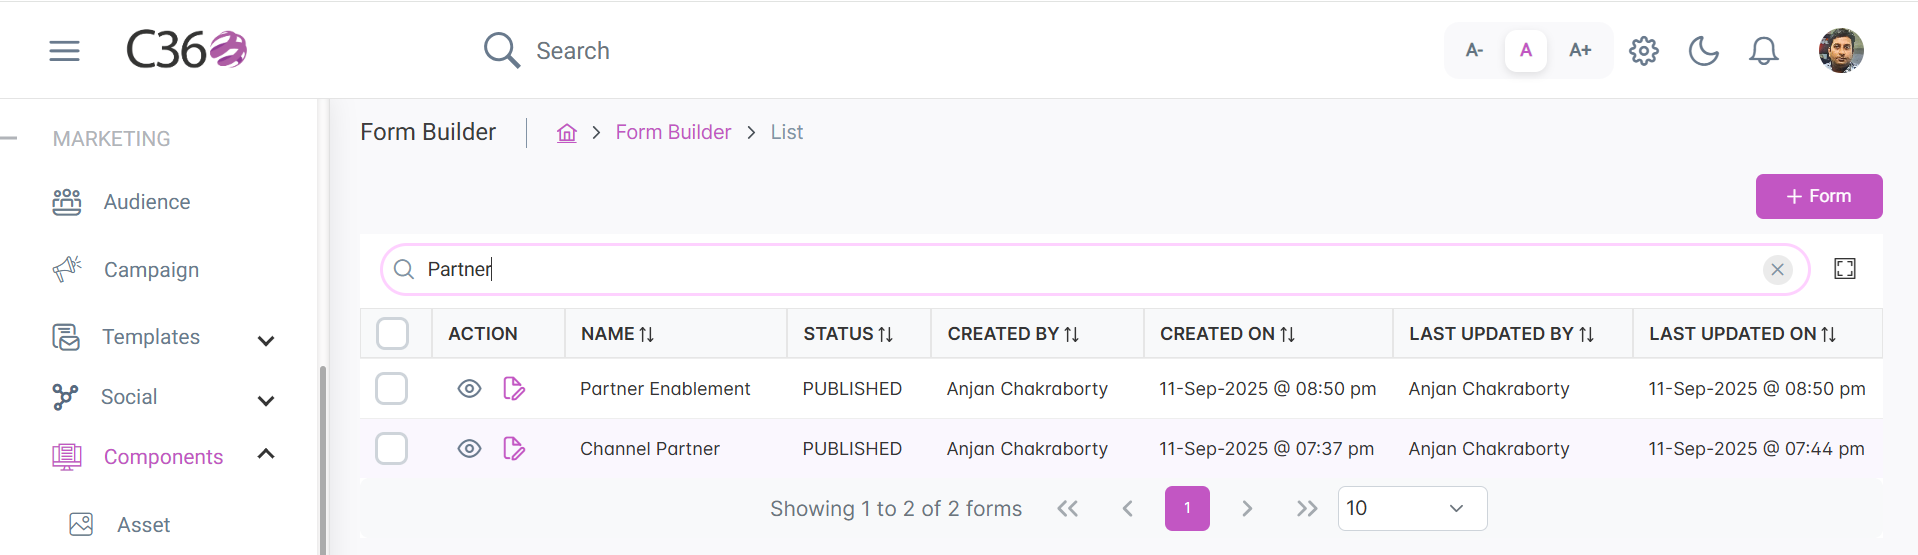 C360
Search
A- A A+
MARKETING
Audience
Campaign
Templates
Social
Components
Asset
Form Builder
Form Builder > List
+ Form
Partner
ACTION NAME STATUS CREATED BY CREATED ON LAST UPDATED BY LAST UPDATED ON
Partner Enablement PUBLISHED Anjan Chakraborty 11-Sep-2025 @ 08:50 pm Anjan Chakraborty 11-Sep-2025 @ 08:50 pm
Channel Partner PUBLISHED Anjan Chakraborty 11-Sep-2025 @ 07:37 pm Anjan Chakraborty 11-Sep-2025 @ 07:44 pm
Showing 1 to 2 of 2 forms 1 10